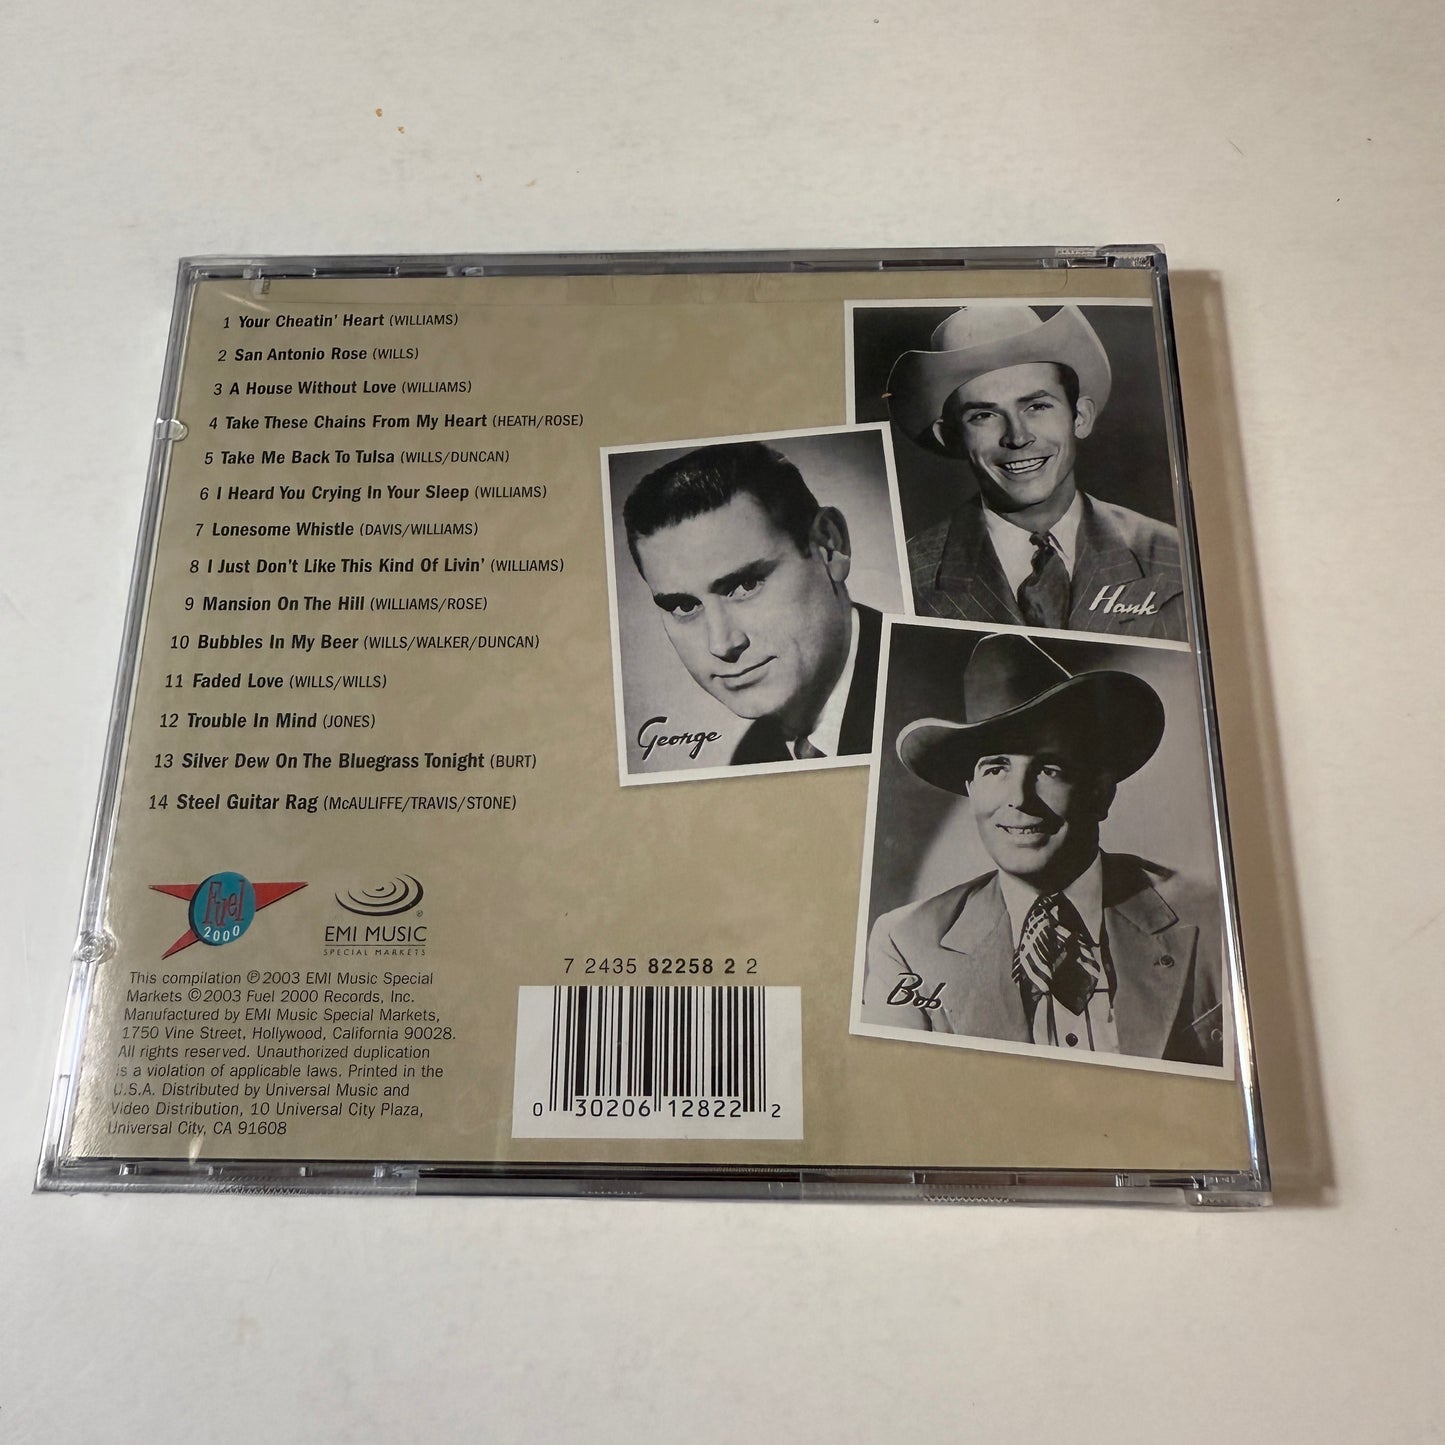 1 Your Cheatin' Heart (WILLIAMS)
2 San Antonio Rose (WILLS)
3 A House Without Love (WILLIAMS)
4 Take These Chains From My Heart (HEATH/ROSE)
5 Take Me Back To Tulsa (WILLS/DUNCAN)
6 I Heard You Crying In Your Sleep (WILLIAMS)
7 Lonesome Whistle (DAVIS/WILLIAMS)
8 I Just Don't Like This Kind Of Livin' (WILLIAMS)
9 Mansion On The Hill (WILLIAMS/ROSE)
10 Bubbles In My Beer (WILLS/WALKER/DUNCAN)
11 Faded Love (WILLS/WILLS)
12 Trouble In Mind (JONES)
13 Silver Dew On The Bluegrass Tonight (BURT)
14 Steel Guitar Rag (McAULIFFE/TRAVIS/STONE)
Hank
George
Bob
Fuel
2000
EMI MUSIC
SPECIAL MARKETS
This compilation ℗2003 EMI Music Special
Markets ©2003 Fuel 2000 Records, Inc.
Manufactured by EMI Music Special Markets,
1750 Vine Street, Hollywood, California 90028.
All rights reserved. Unauthorized duplication
is a violation of applicable laws. Printed in the
U.S.A. Distributed by Universal Music and
Video Distribution, 10 Universal City Plaza,
Universal City, CA 91608
7 2435 82258 2 2
0 30206 12822 2